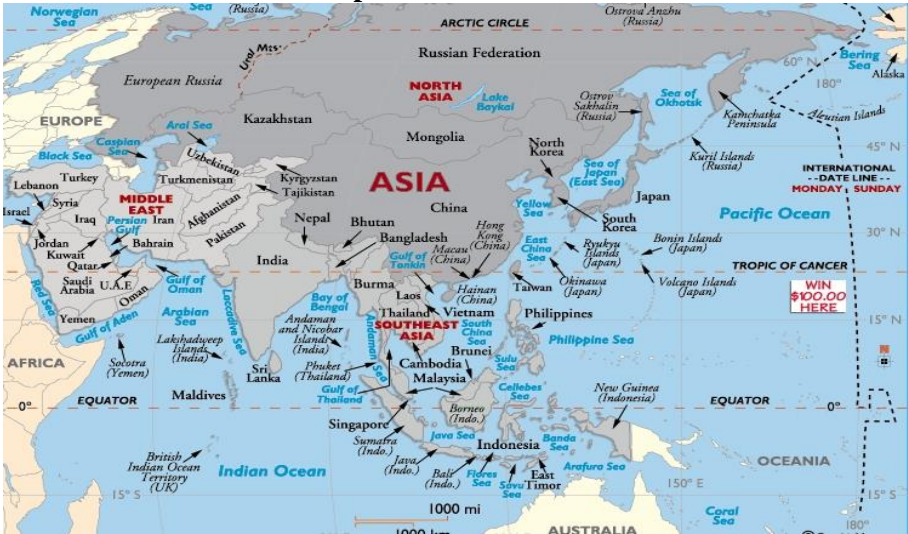 Norwegian
Sea
Sea
(Russia)
ARCTIC CIRCLE
Ostrova Anzhu
(Russia)
Ural Mts.
Russian Federation
European Russia
NORTH
ASIA
Lake
Baykal
Ostrov
Sakhalin
(Russia)
Sea of
Okhotsk
60° N
180°
Bering
Sea
Alaska
Kamchatka
Peninsula
Aleutian Islands
EUROPE
Kazakhstan
Mongolia
Aral Sea
Caspian
Sea
Black Sea
Uzbekistan
Turkmenistan
Kyrgyzstan
Tajikistan
ASIA
North
Korea
Sea of
Japan
(East Sea)
Kuril Islands
(Russia)
45° N
INTERNATIONAL
--DATE LINE--
MONDAY
SUNDAY
Turkey
Lebanon
Syria
Israel
Iraq
MIDDLE
EAST
Iran
Afghanistan
Pakistan
China
Yellow
Sea
South
Korea
Japan
Pacific Ocean
30° N
Jordan
Kuwait
Persian
Gulf
Bahrain
Qatar
Saudi
Arabia
U.A.E
Oman
Yemen
Red Sea
Gulf of Aden
Gulf of
Oman
Arabian
Sea
Nepal
Bhutan
Bangladesh
India
Burma
Gulf of
Tonkin
Macau
(China)
Hong
Kong
(China)
Hainan
(China)
East
China
Sea
Ryukyu
Islands
(Japan)
Okinawa
(Japan)
Bonin Islands
(Japan)
Volcano Islands
(Japan)
TROPIC OF CANCER
Taiwan
WIN
$100.00
HERE
Laos
Thailand
Vietnam
SOUTHEAST
ASIA
Bay of
Bengal
Laccadive Sea
Lakshadweep
Islands
(India)
Andaman
and Nicobar
Islands
(India)
Andaman Sea
South
China
Sea
Philippines
15° N
Philippine Sea
N
AFRICA
Socotra
(Yemen)
Sri
Lanka
Maldives
Phuket
(Thailand)
Gulf of
Thailand
Cambodia
Malaysia
Brunei
Sulu
Sea
Celebes
Sea
New Guinea
(Indonesia)
0°
EQUATOR
EQUATOR
0°
Singapore
Borneo
(Indo.)
Sumatra
(Indo.)
Java Sea
Indonesia
Banda
Sea
Java
(Indo.)
Bali
(Indo.)
Flores
Sea
Savu
Sea
East
Timor
Arafura Sea
OCEANIA
British
Indian Ocean
Territory
(UK)
Indian Ocean
15° S
150° E
15° S
1000 mi
1000 km
AUSTRALIA
Coral
Sea
180°